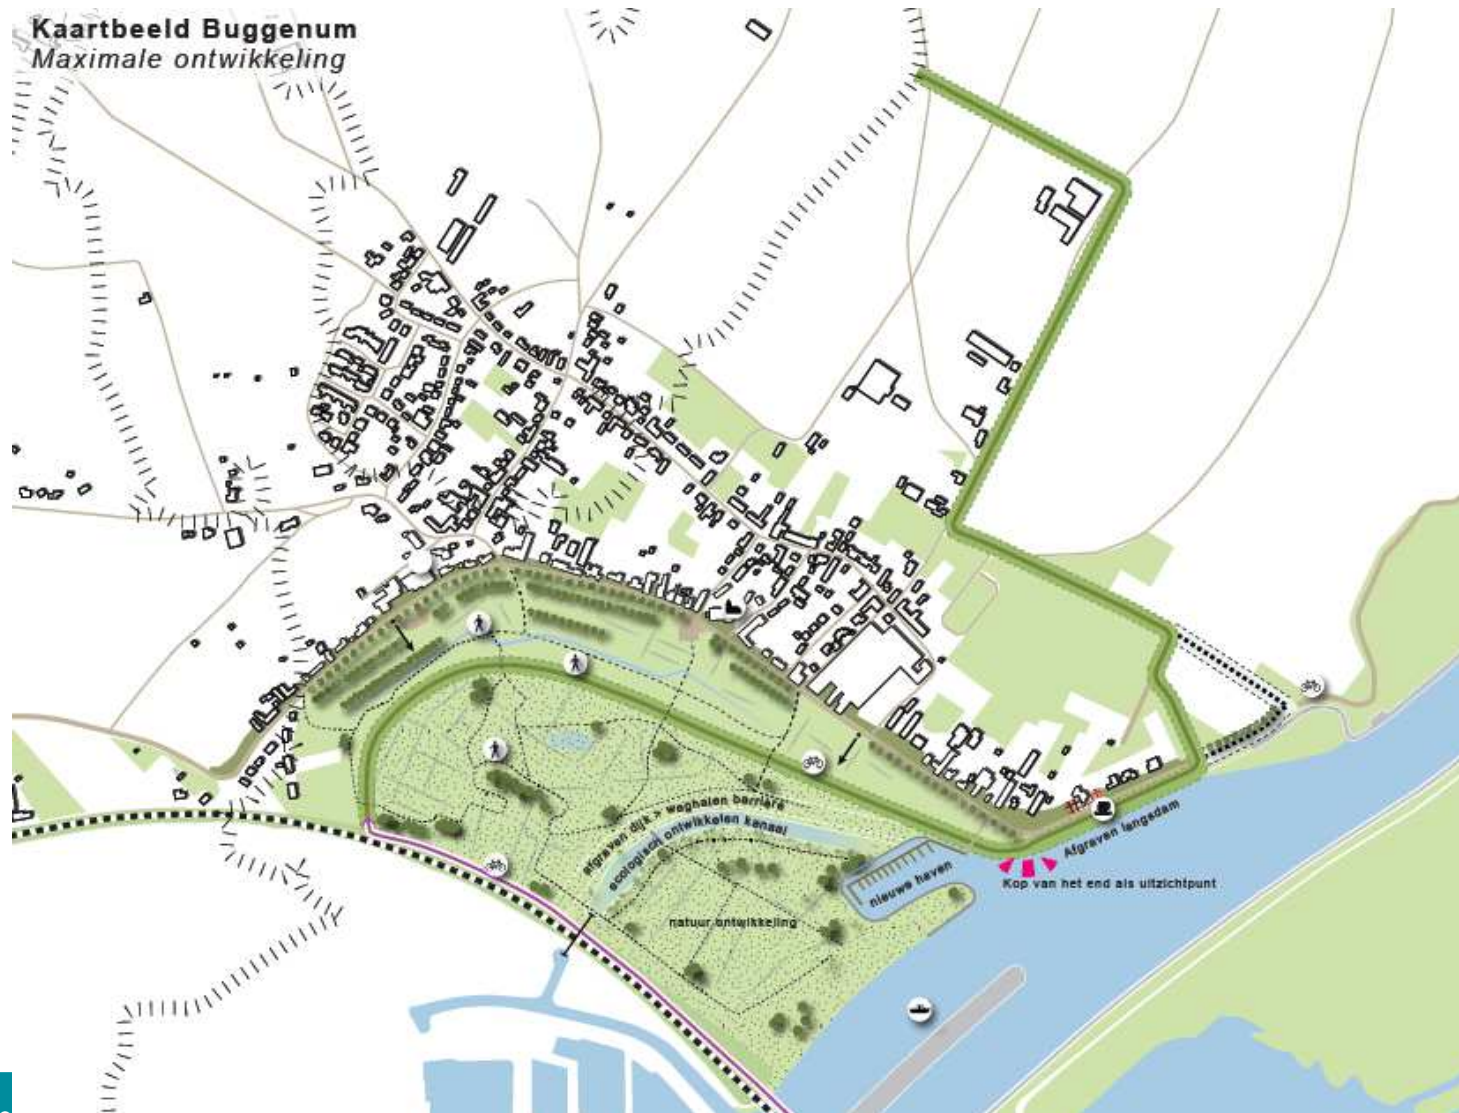 Kaartbeeld Buggenum
Maximale ontwikkeling
afgraven dijk > weghalen barrière
ecologisch ontwikkelen kanaal
Afgraven langsdam
nieuwe haven
Kop van het end als uitzichtpunt
natuur ontwikkeling